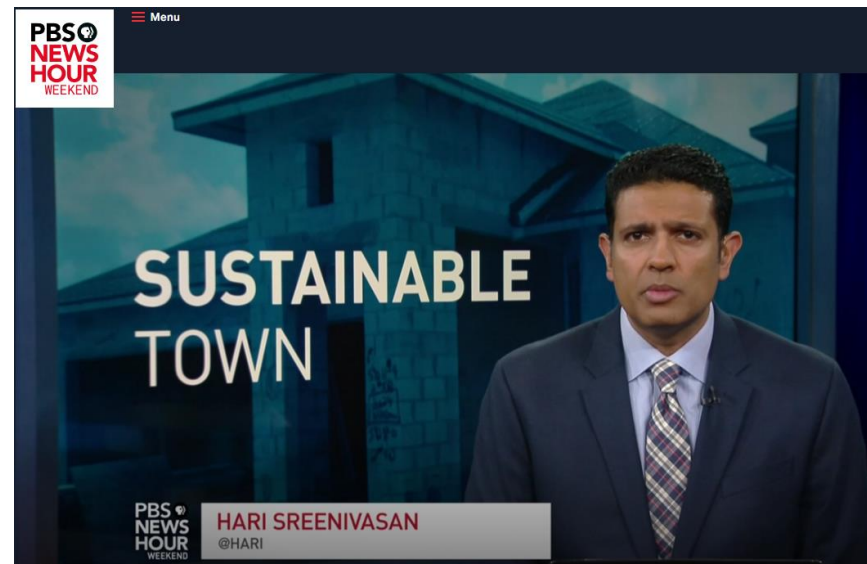 PBS
NEWS
HOUR
WEEKEND
Menu
SUSTAINABLE
TOWN
PBS
NEWS
HOUR
WEEKEND
HARI SREENIVASAN
@HARI